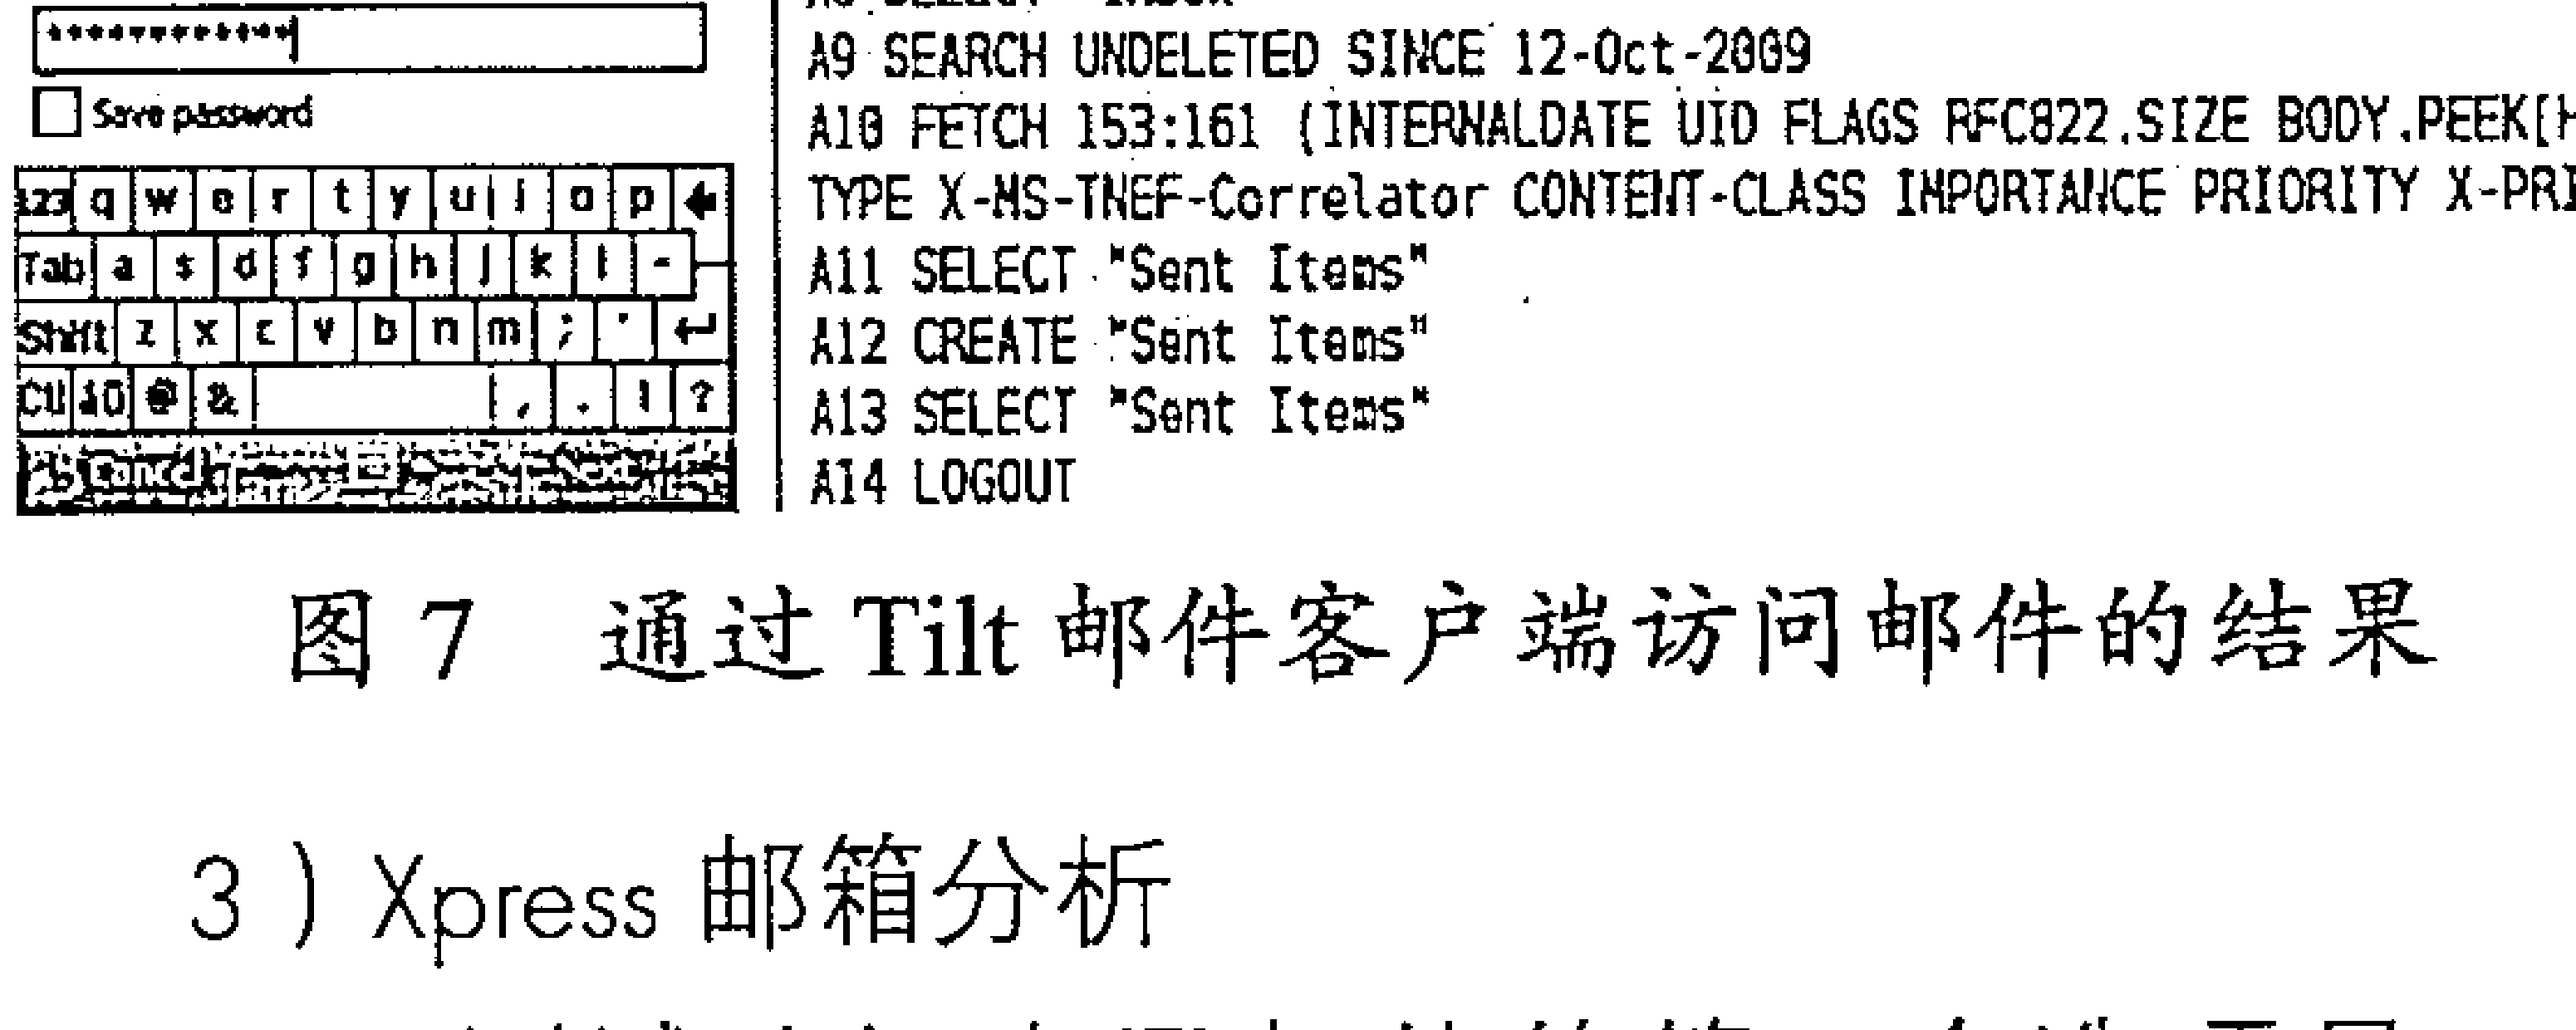 ************
Save password
123 q w e r t y u i o p
Tab a s d f g h j k l -
Shift z x c v b n m ; '
Ctl áü @ & , . ! ?
Cancel
A9 SEARCH UNDELETED SINCE 12-Oct-2009
A10 FETCH 153:161 (INTERNALDATE UID FLAGS RFC822.SIZE BODY.PEEK[H
TYPE X-MS-TNEF-Correlator CONTENT-CLASS IMPORTANCE PRIORITY X-PRI
A11 SELECT "Sent Items"
A12 CREATE "Sent Items"
A13 SELECT "Sent Items"
A14 LOGOUT
图 7 通过 Tilt 邮件客户端访问邮件的结果
3 ) Xpress 邮箱分析